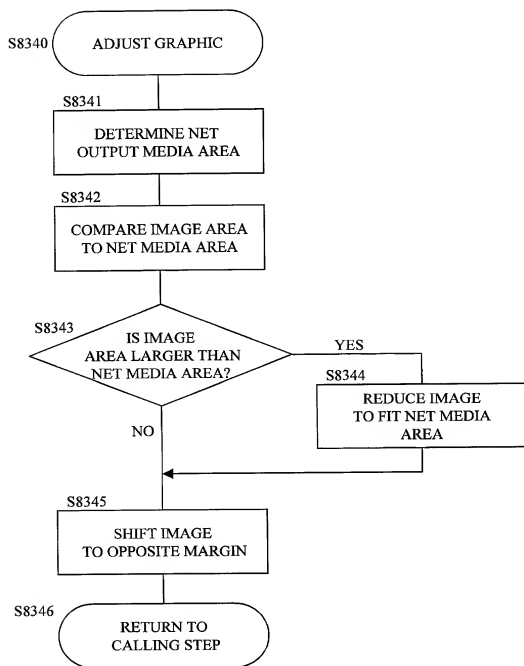 S8340
ADJUST GRAPHIC
S8341
DETERMINE NET
OUTPUT MEDIA AREA
S8342
COMPARE IMAGE AREA
TO NET MEDIA AREA
S8343
IS IMAGE
AREA LARGER THAN
NET MEDIA AREA?
YES
S8344
REDUCE IMAGE
TO FIT NET MEDIA
AREA
NO
S8345
SHIFT IMAGE
TO OPPOSITE MARGIN
S8346
RETURN TO
CALLING STEP